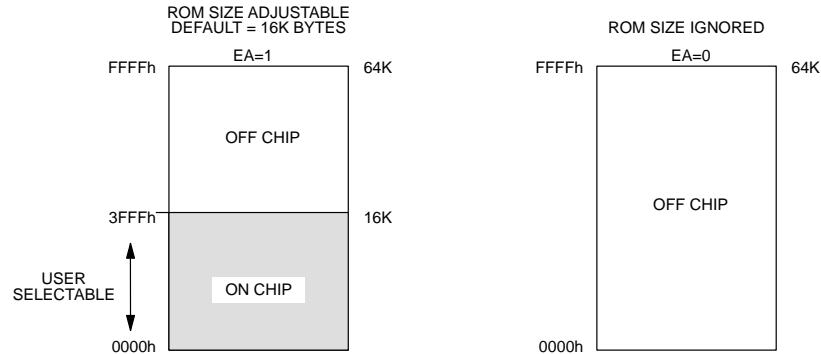 ROM SIZE ADJUSTABLE
DEFAULT = 16K BYTES
EA=1
FFFFh
64K
OFF CHIP
3FFFh
16K
USER
SELECTABLE
ON CHIP
0000h
ROM SIZE IGNORED
EA=0
FFFFh
64K
OFF CHIP
0000h